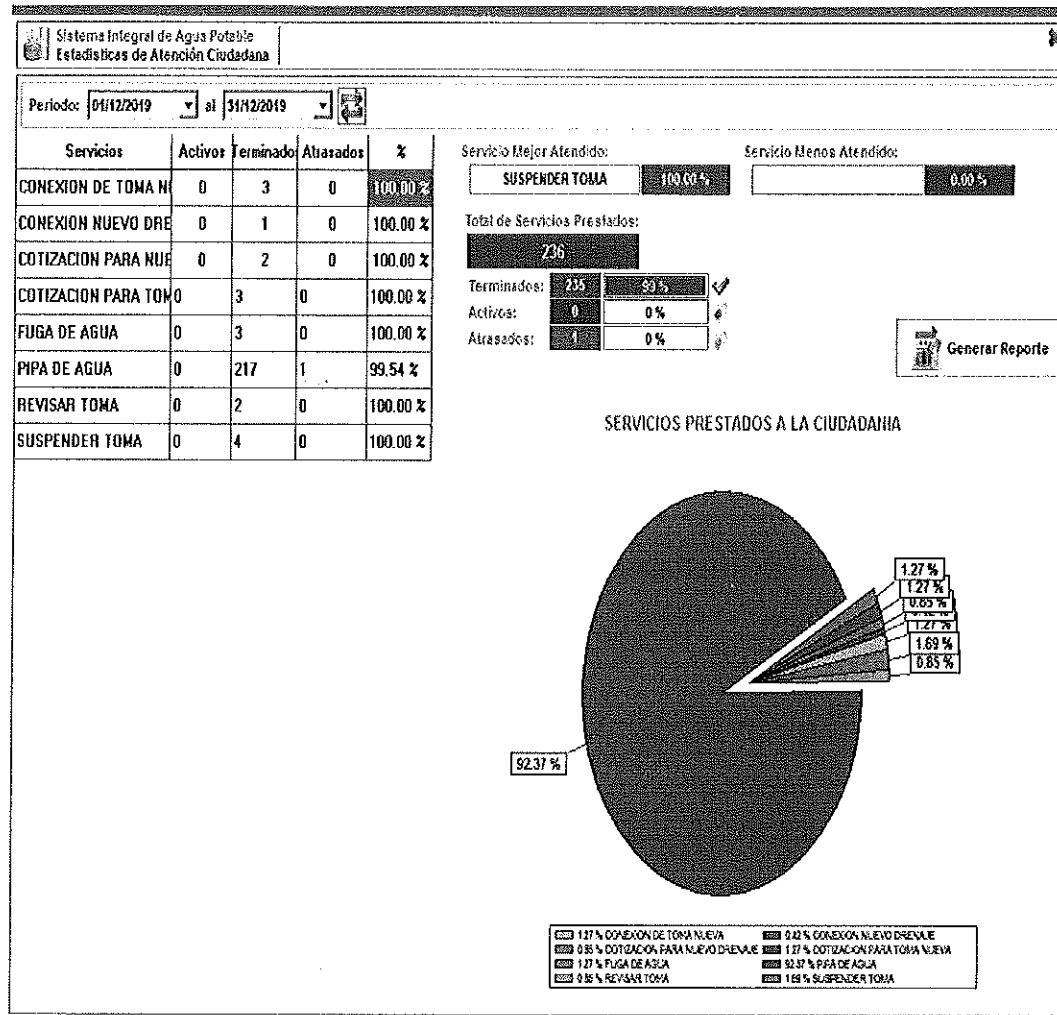 Sistema Integral de Agua Potable
Estadísticas de Atención Ciudadana
Periodo: 01/12/2019 al 31/12/2019
Servicios Activos Terminado Atrasados %
CONEXION DE TOMA N 0 3 0 100.00 %
CONEXION NUEVO DRE 0 1 0 100.00 %
COTIZACION PARA NUE 0 2 0 100.00 %
COTIZACION PARA TOM 0 3 0 100.00 %
FUGA DE AGUA 0 3 0 100.00 %
PIPA DE AGUA 0 217 1 99.54 %
REVISAR TOMA 0 2 0 100.00 %
SUSPENDER TOMA 0 4 0 100.00 %
Servicio Mejor Atendido: Servicio Menos Atendido:
SUSPENDER TOMA 100.00 % 0.00 %
Total de Servicios Prestados:
236
Terminados: 235 99 %
Activos: 0 0 %
Atrasados: 1 0 %
Generar Reporte
SERVICIOS PRESTADOS A LA CIUDADANIA
1.27 %
1.27 %
0.85 %
1.27 %
1.69 %
0.85 %
92.37 %
1.27 % CONEXION DE TOMA NUEVA 0.42 % CONEXION NUEVO DRENAJE
0.85 % COTIZACION PARA NUEVO DRENAJE 1.27 % COTIZACION PARA TOMA NUEVA
1.27 % FUGA DE AGUA 92.37 % PIPA DE AGUA
0.85 % REVISAR TOMA 1.69 % SUSPENDER TOMA